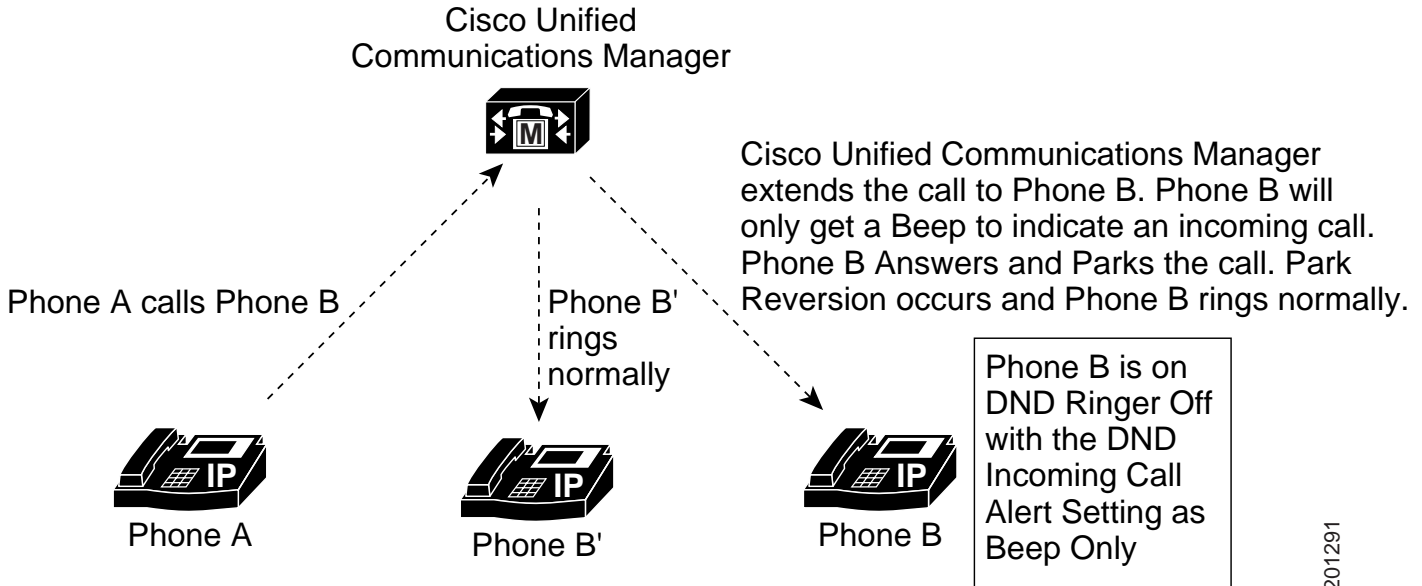 Cisco Unified
Communications Manager
M
Cisco Unified Communications Manager
extends the call to Phone B. Phone B will
only get a Beep to indicate an incoming call.
Phone B Answers and Parks the call. Park
Reversion occurs and Phone B rings normally.
Phone A calls Phone B
Phone B'
rings
normally
Phone B is on
DND Ringer Off
with the DND
Incoming Call
Alert Setting as
Beep Only
IP
Phone A
IP
Phone B'
IP
Phone B
201291